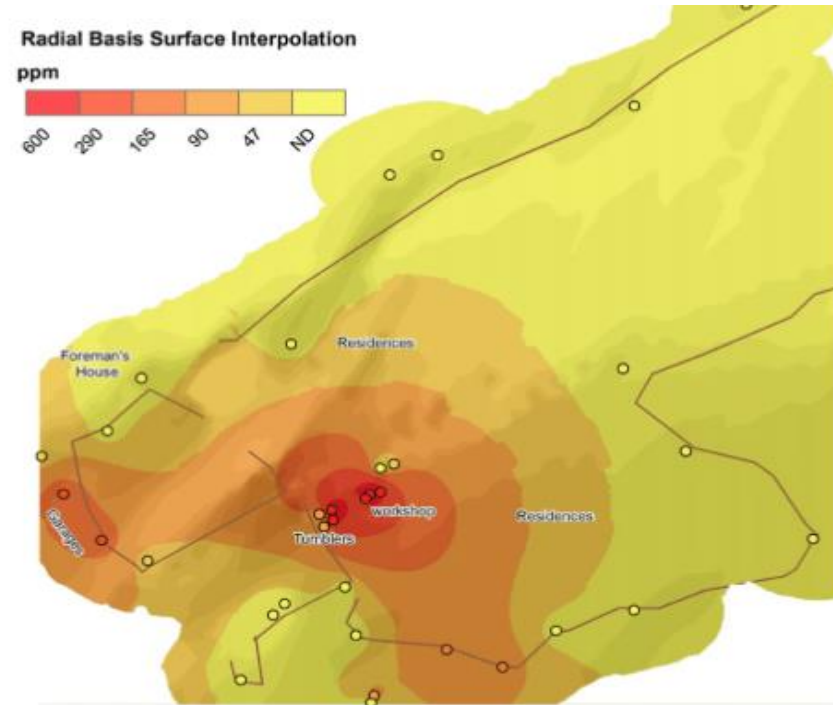 Radial Basis Surface Interpolation
ppm
600 290 165 90 47 ND
Residences
Foreman's
House
workshop
Garages
Residences
Tumblers